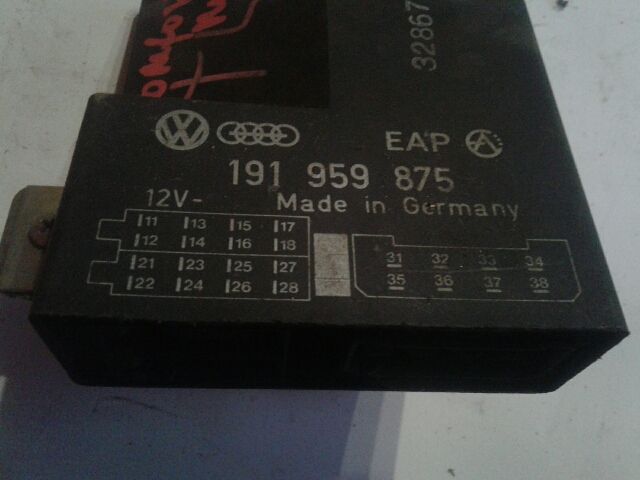 32867
EAP
191 959 875
12V- Made in Germany
11 13 15 17
12 14 16 18
21 23 25 27
22 24 26 28
31 32 33 34
35 36 37 38